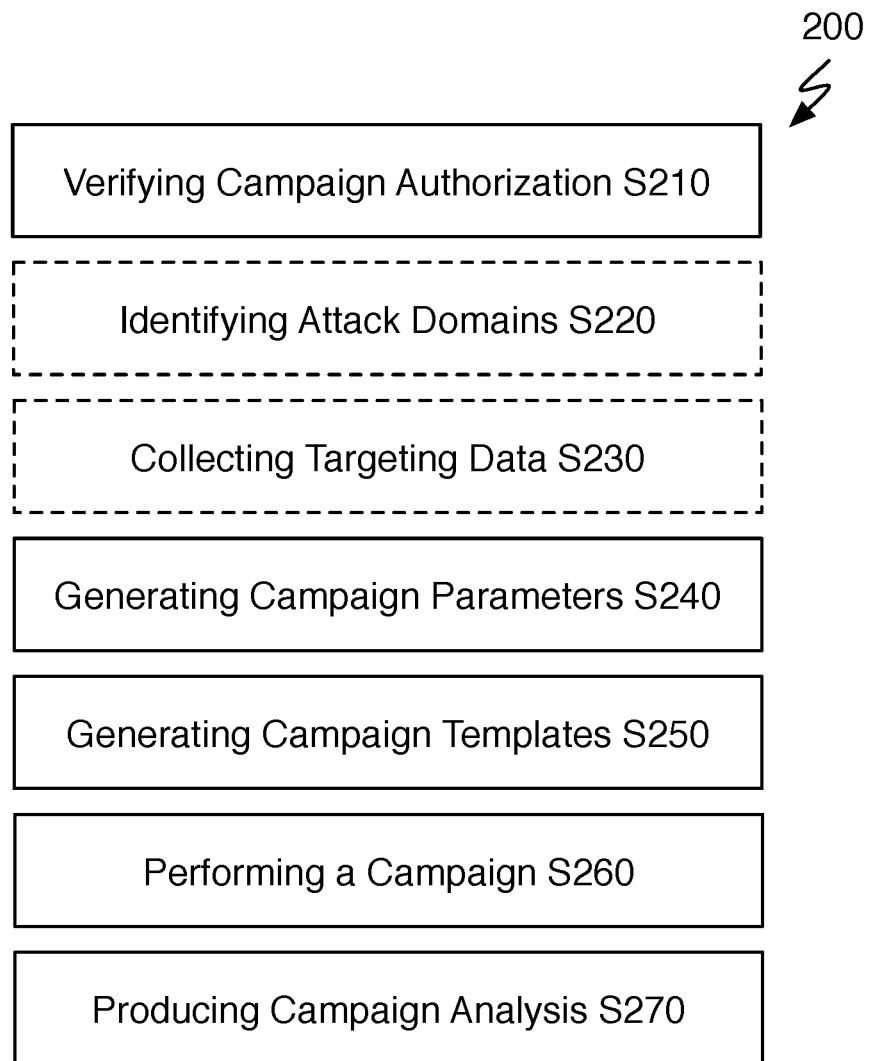 200
Verifying Campaign Authorization S210
Identifying Attack Domains S220
Collecting Targeting Data S230
Generating Campaign Parameters S240
Generating Campaign Templates S250
Performing a Campaign S260
Producing Campaign Analysis S270